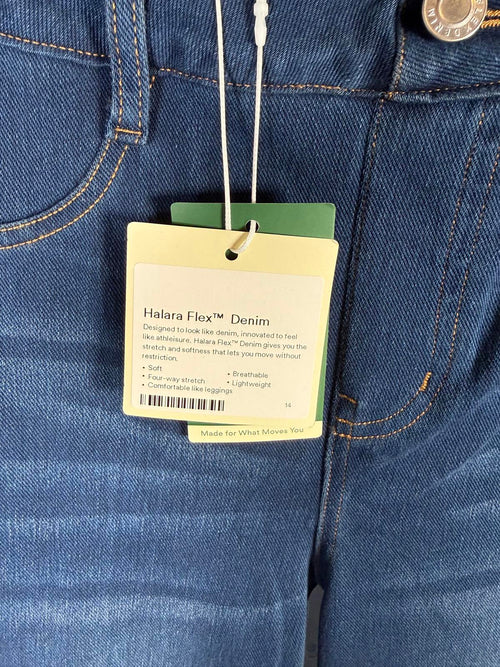 FLEX DENIM
Halara Flex™ Denim
Designed to look like denim, innovated to feel
like athleisure, Halara Flex™ Denim gives you the
stretch and softness that lets you move without
restriction.
• Soft
• Four-way stretch
• Comfortable like leggings
• Breathable
• Lightweight
14
Made for What Moves You